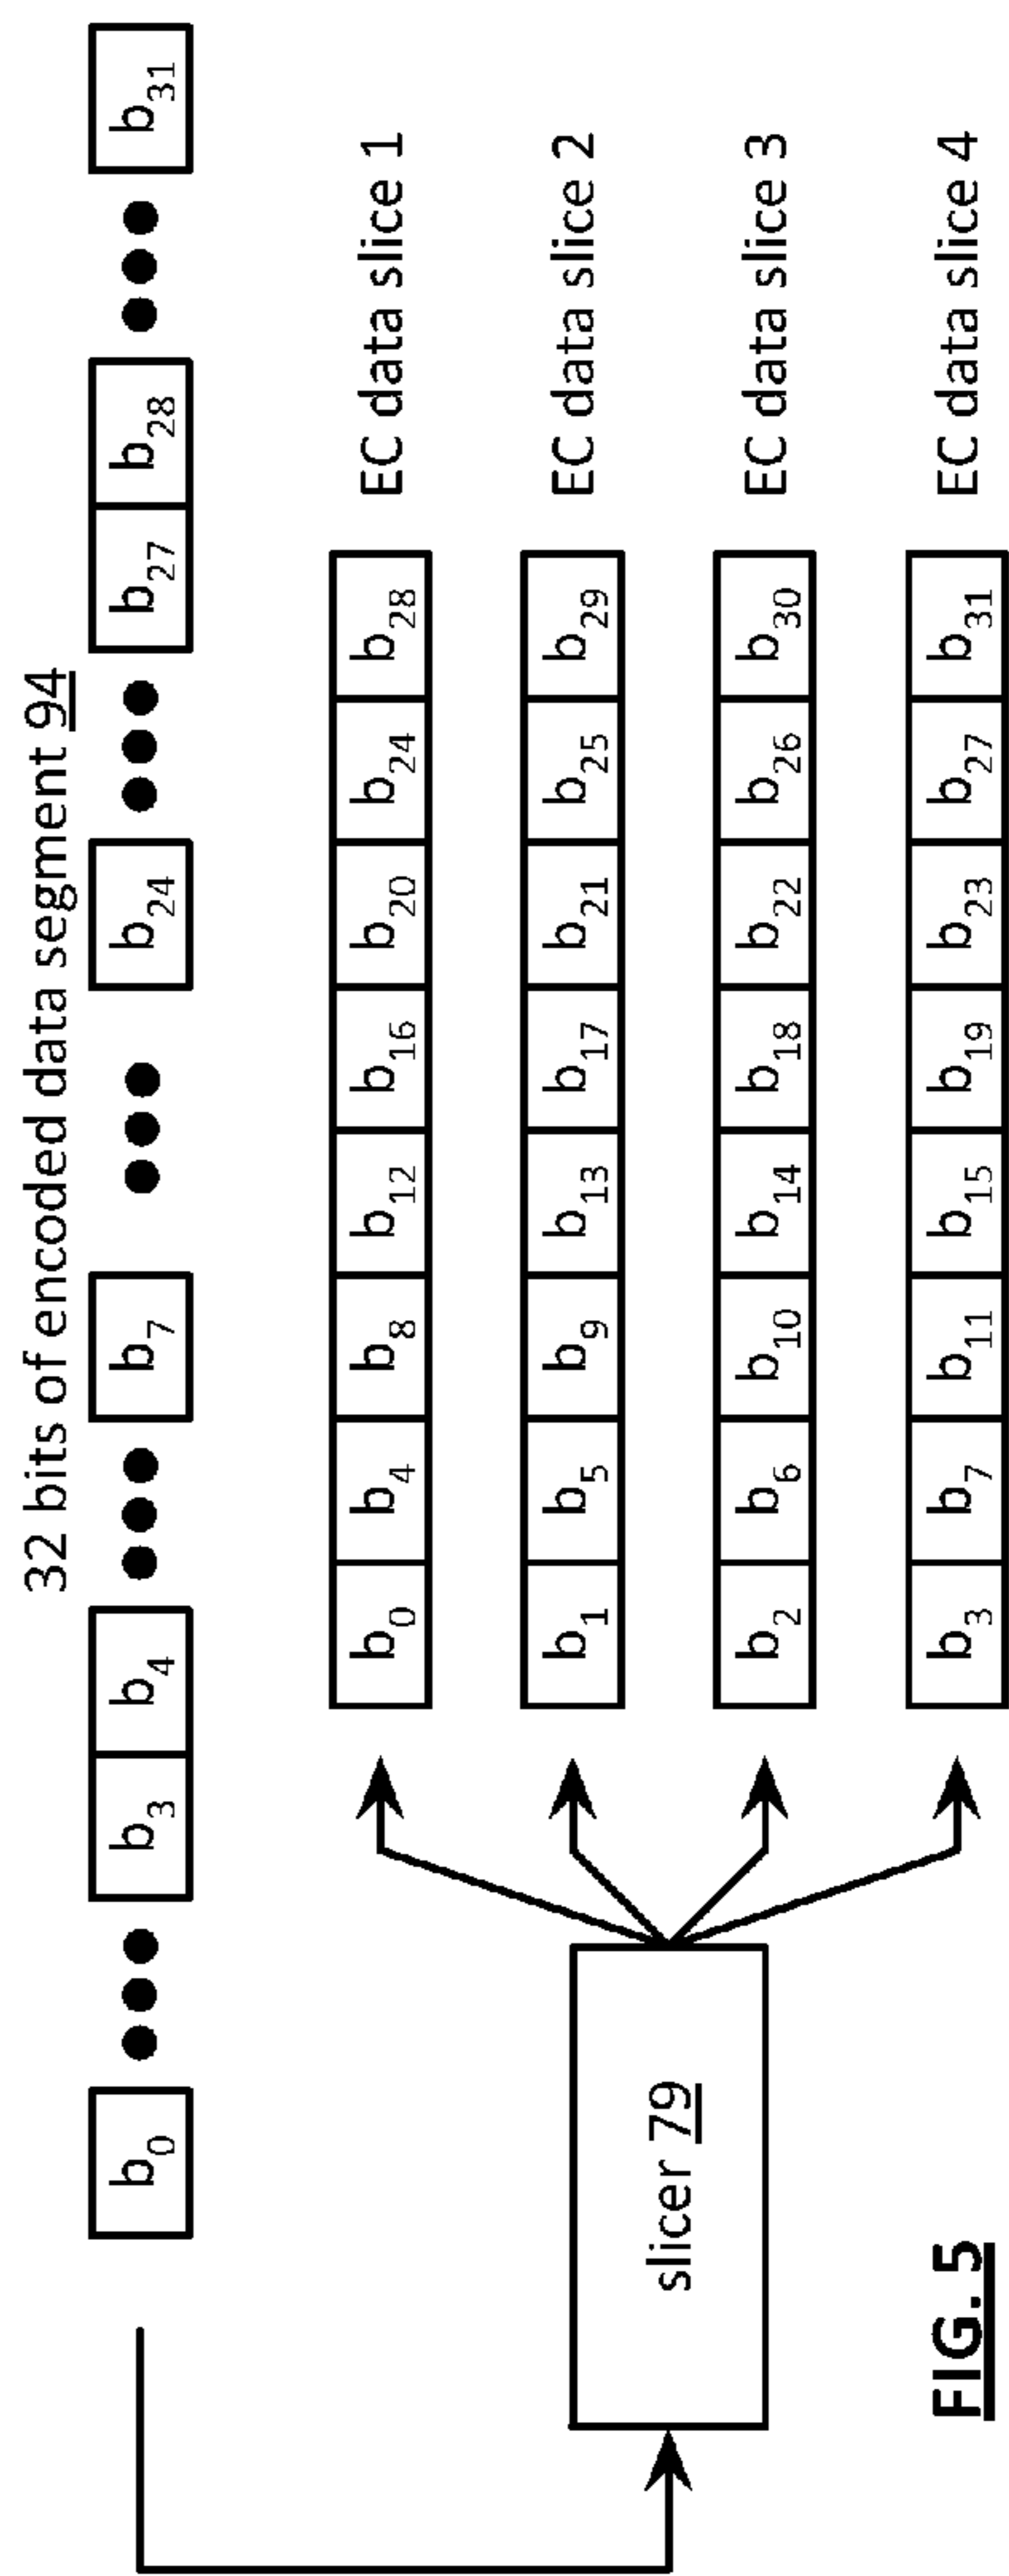 32 bits of encoded data segment 94
b0 ●●● b3 b4 ●●● b7 ●●● b24 ●●● b27 b28 ●●● b31
b0 b4 b8 b12 b16 b20 b24 b28 EC data slice 1
b1 b5 b9 b13 b17 b21 b25 b29 EC data slice 2
slicer 79
b2 b6 b10 b14 b18 b22 b26 b30 EC data slice 3
b3 b7 b11 b15 b19 b23 b27 b31 EC data slice 4
FIG. 5